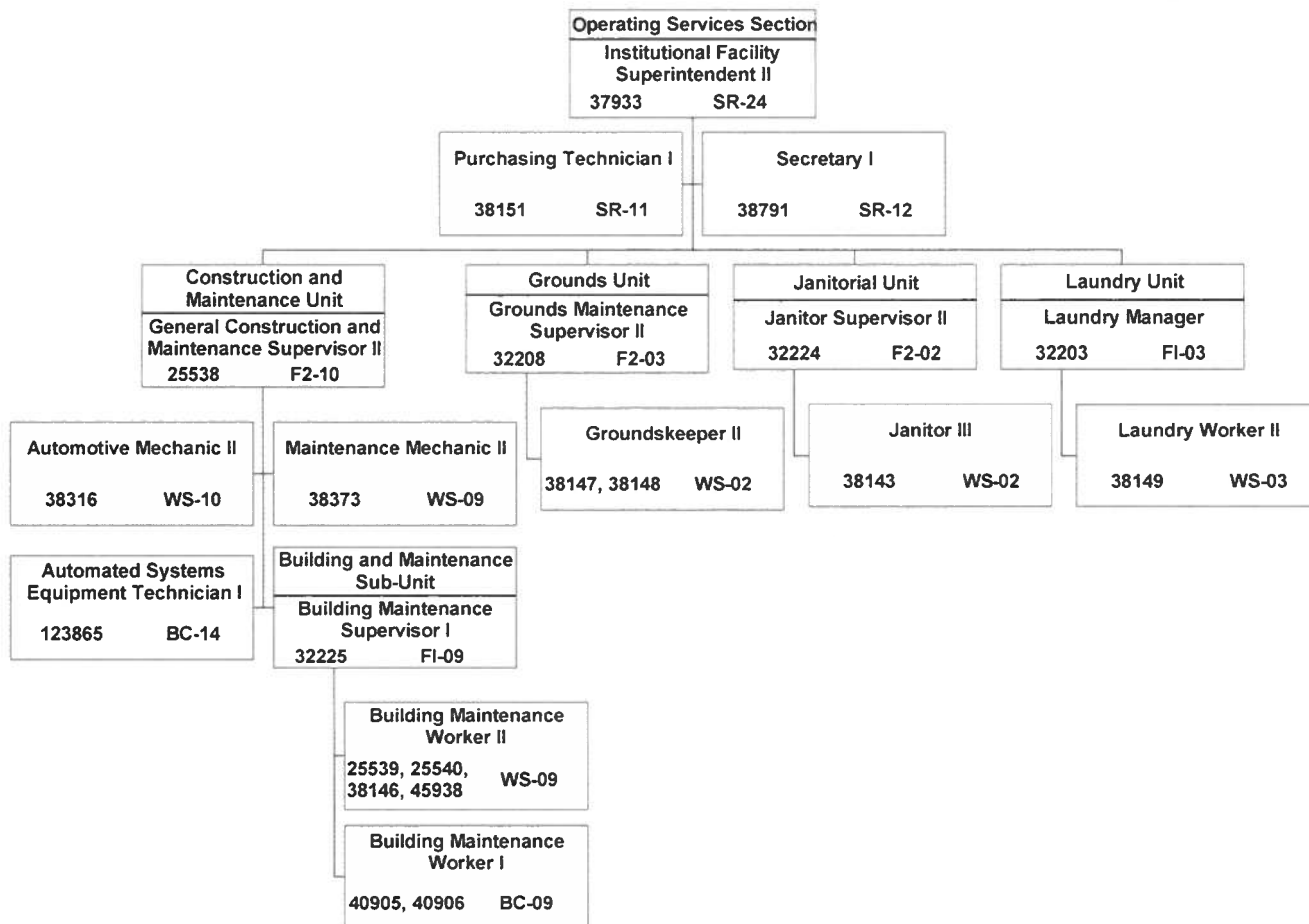 Operating Services Section
Institutional Facility
Superintendent II
37933 SR-24
Purchasing Technician I
38151 SR-11
Secretary I
38791 SR-12
Construction and
Maintenance Unit
General Construction and
Maintenance Supervisor II
25538 F2-10
Grounds Unit
Grounds Maintenance
Supervisor II
32208 F2-03
Janitorial Unit
Janitor Supervisor II
32224 F2-02
Laundry Unit
Laundry Manager
32203 FI-03
Automotive Mechanic II
38316 WS-10
Maintenance Mechanic II
38373 WS-09
Groundskeeper II
38147, 38148 WS-02
Janitor III
38143 WS-02
Laundry Worker II
38149 WS-03
Automated Systems
Equipment Technician I
123865 BC-14
Building and Maintenance
Sub-Unit
Building Maintenance
Supervisor I
32225 FI-09
Building Maintenance
Worker II
25539, 25540,
38146, 45938 WS-09
Building Maintenance
Worker I
40905, 40906 BC-09